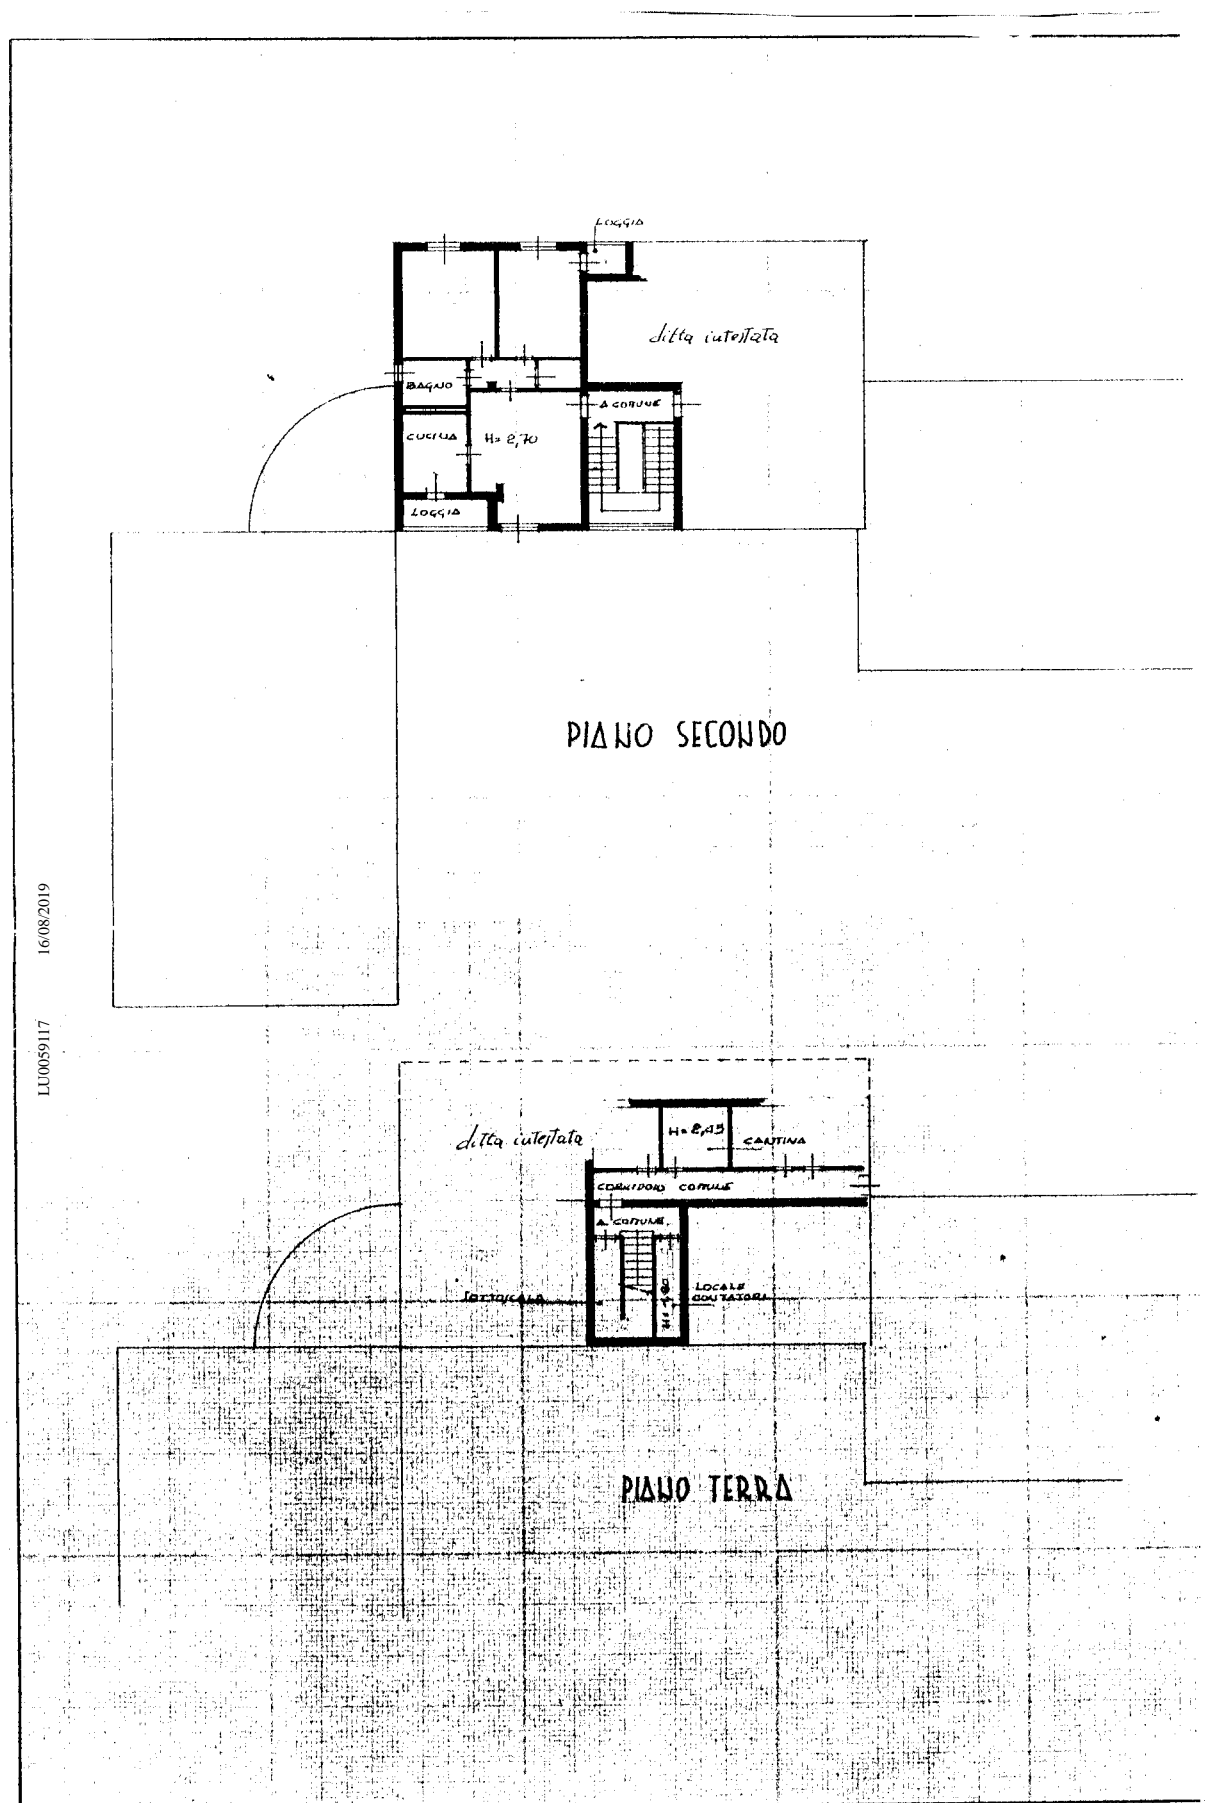 LOGGIA
ditta intestata
BAGNO
A COMUNE
CUCINA
H= 2,70
LOGGIA
PIANO SECONDO
16/08/2019
LU0059117
H= 2,45
ditta intestata
CANTINA
CORRIDOIO COMUNE
A COMUNE
SOTTOSCALA
LOCALE
CONTATORI
PIANO TERRA